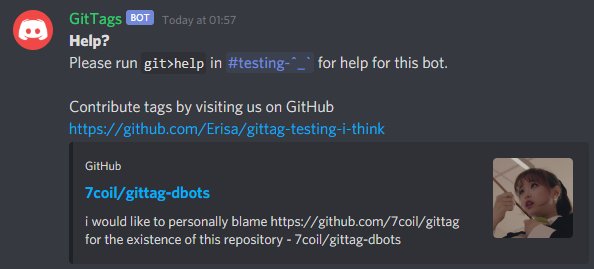 GitTags BOT Today at 01:57
Help?
Please run git>help in #testing-ˆ_ˋ for help for this bot.
Contribute tags by visiting us on GitHub
https://github.com/Erisa/gittag-testing-i-think
GitHub
7coil/gittag-dbots
i would like to personally blame https://github.com/7coil/gittag
for the existence of this repository - 7coil/gittag-dbots